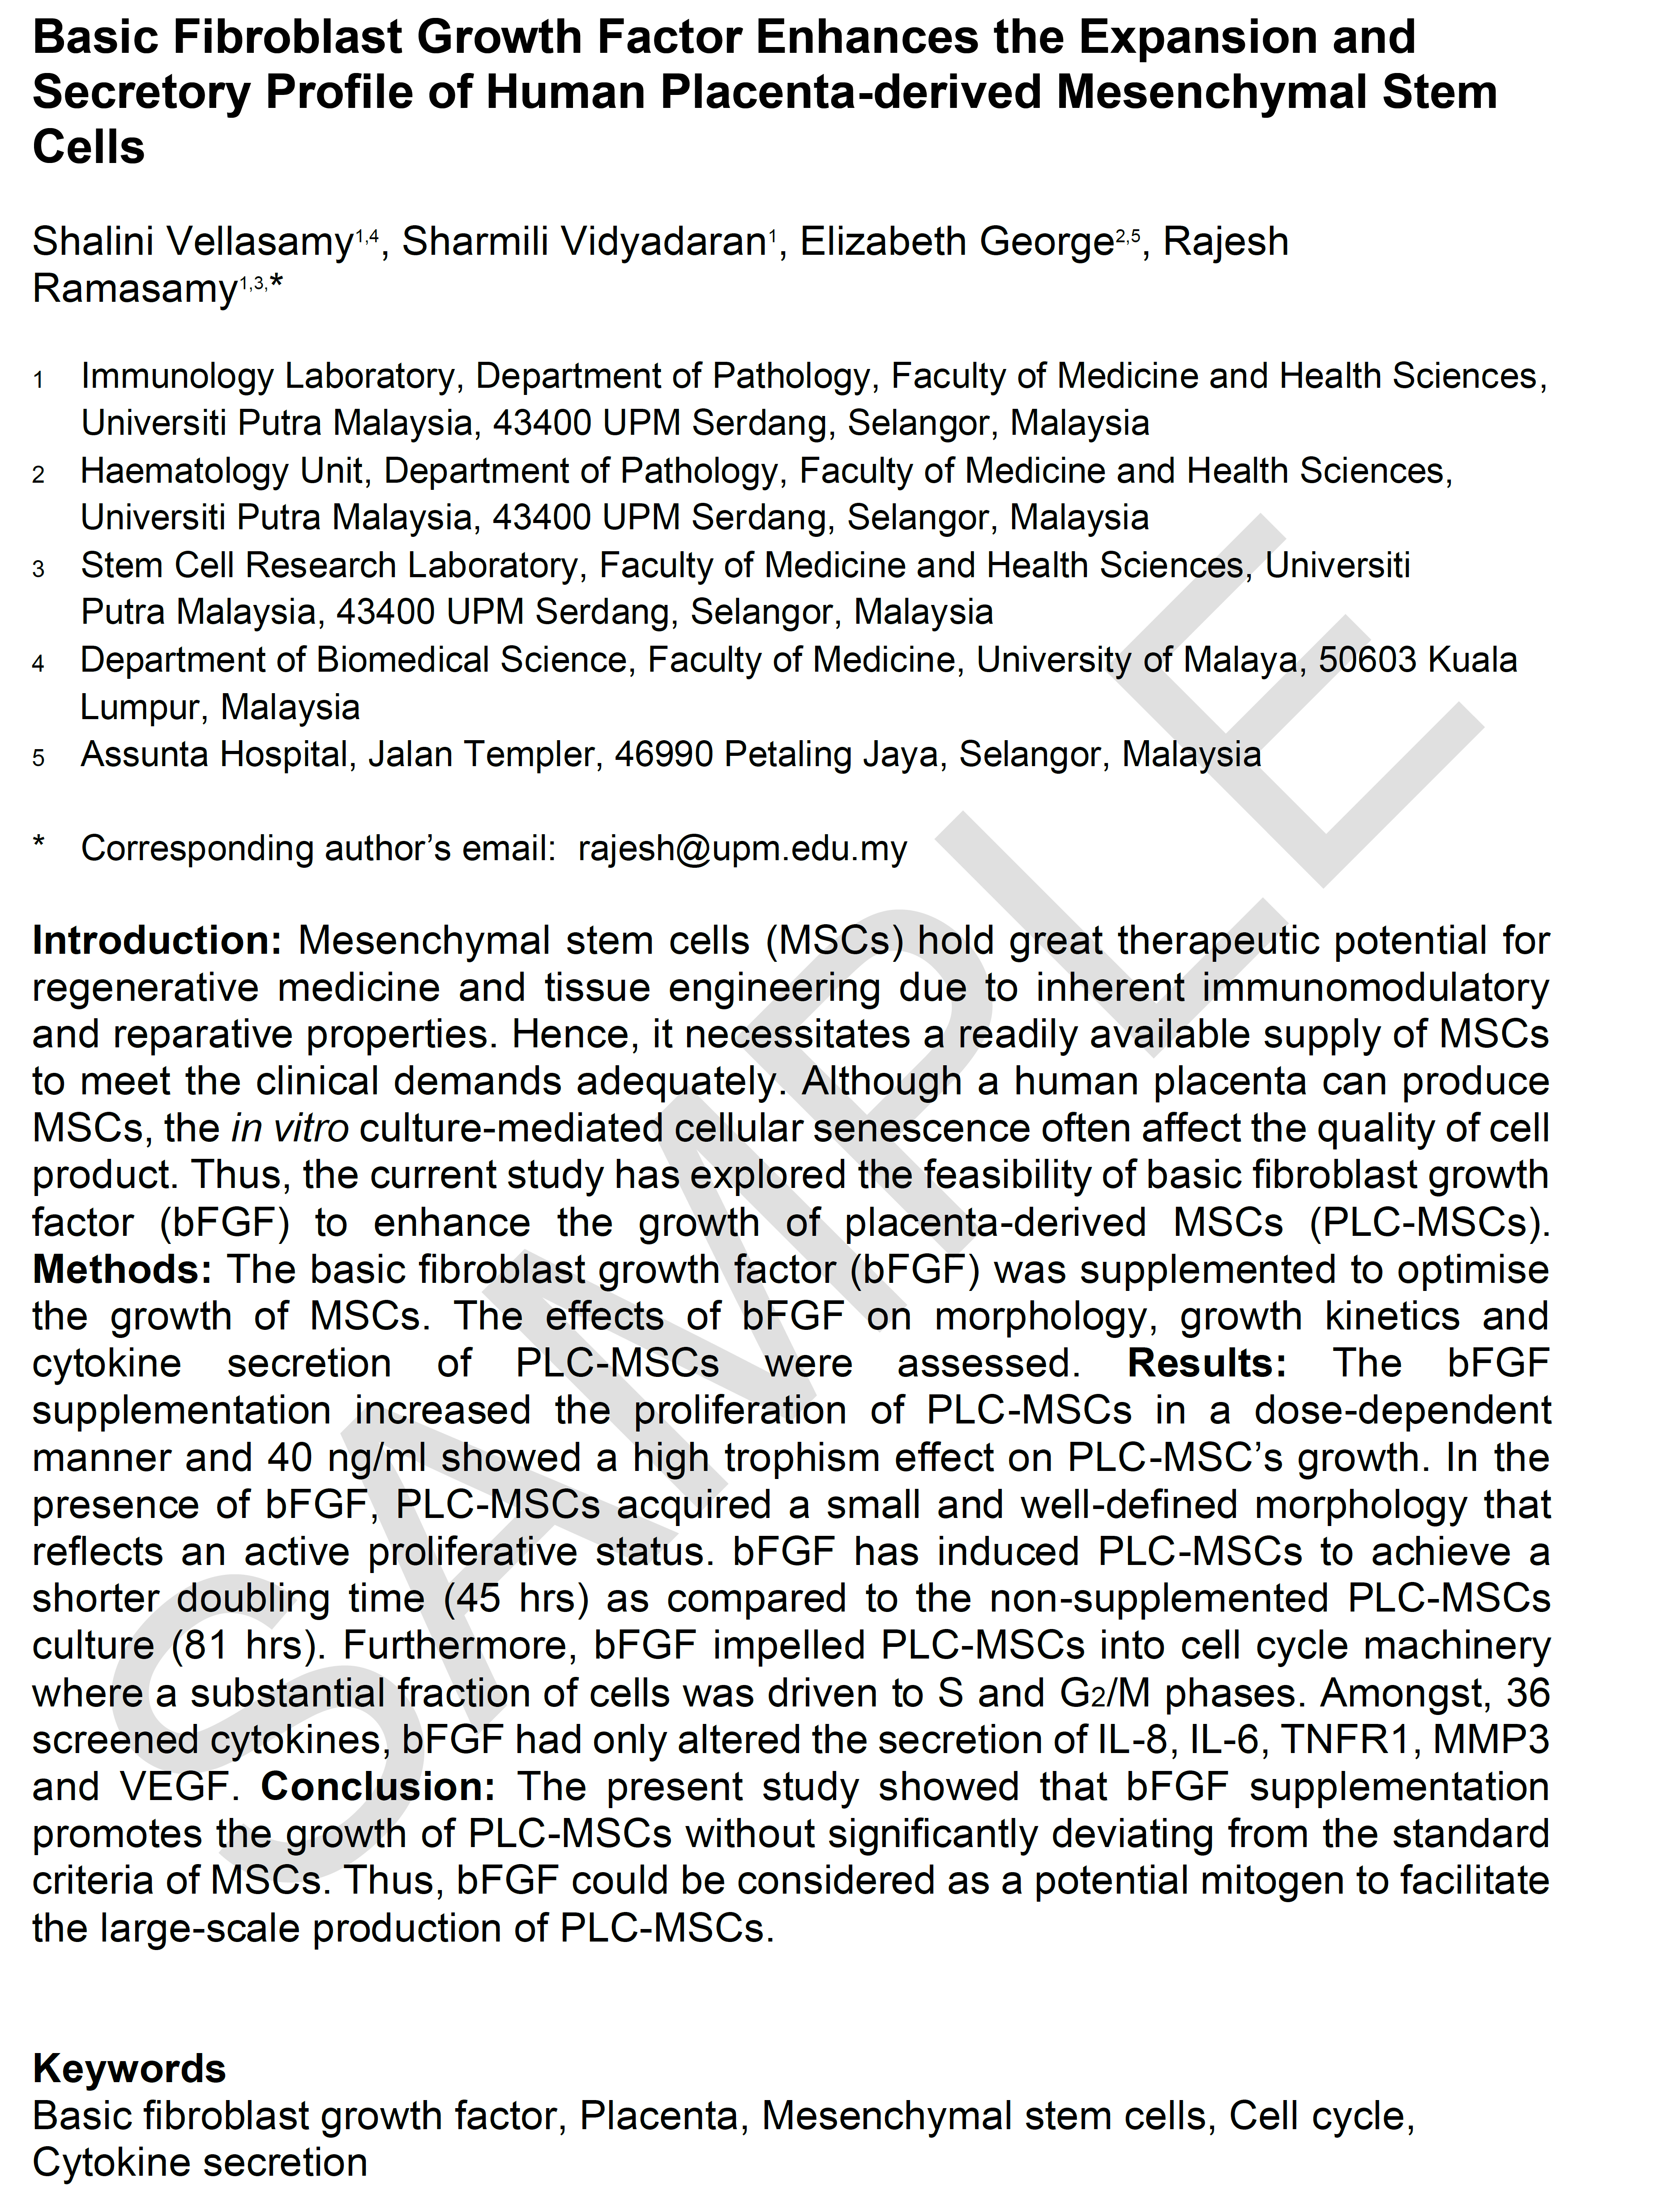 Basic Fibroblast Growth Factor Enhances the Expansion and
Secretory Profile of Human Placenta-derived Mesenchymal Stem
Cells
Shalini Vellasamy1,4, Sharmili Vidyadaran1, Elizabeth George2,5, Rajesh
Ramasamy1,3,*
1 Immunology Laboratory, Department of Pathology, Faculty of Medicine and Health Sciences,
Universiti Putra Malaysia, 43400 UPM Serdang, Selangor, Malaysia
2 Haematology Unit, Department of Pathology, Faculty of Medicine and Health Sciences,
Universiti Putra Malaysia, 43400 UPM Serdang, Selangor, Malaysia
3 Stem Cell Research Laboratory, Faculty of Medicine and Health Sciences, Universiti
Putra Malaysia, 43400 UPM Serdang, Selangor, Malaysia
4 Department of Biomedical Science, Faculty of Medicine, University of Malaya, 50603 Kuala
Lumpur, Malaysia
5 Assunta Hospital, Jalan Templer, 46990 Petaling Jaya, Selangor, Malaysia
* Corresponding author’s email: rajesh@upm.edu.my
Introduction: Mesenchymal stem cells (MSCs) hold great therapeutic potential for
regenerative medicine and tissue engineering due to inherent immunomodulatory
and reparative properties. Hence, it necessitates a readily available supply of MSCs
to meet the clinical demands adequately. Although a human placenta can produce
MSCs, the in vitro culture-mediated cellular senescence often affect the quality of cell
product. Thus, the current study has explored the feasibility of basic fibroblast growth
factor (bFGF) to enhance the growth of placenta-derived MSCs (PLC-MSCs).
Methods: The basic fibroblast growth factor (bFGF) was supplemented to optimise
the growth of MSCs. The effects of bFGF on morphology, growth kinetics and
cytokine secretion of PLC-MSCs were assessed. Results: The bFGF
supplementation increased the proliferation of PLC-MSCs in a dose-dependent
manner and 40 ng/ml showed a high trophism effect on PLC-MSC’s growth. In the
presence of bFGF, PLC-MSCs acquired a small and well-defined morphology that
reflects an active proliferative status. bFGF has induced PLC-MSCs to achieve a
shorter doubling time (45 hrs) as compared to the non-supplemented PLC-MSCs
culture (81 hrs). Furthermore, bFGF impelled PLC-MSCs into cell cycle machinery
where a substantial fraction of cells was driven to S and G2/M phases. Amongst, 36
screened cytokines, bFGF had only altered the secretion of IL-8, IL-6, TNFR1, MMP3
and VEGF. Conclusion: The present study showed that bFGF supplementation
promotes the growth of PLC-MSCs without significantly deviating from the standard
criteria of MSCs. Thus, bFGF could be considered as a potential mitogen to facilitate
the large-scale production of PLC-MSCs.
Keywords
Basic fibroblast growth factor, Placenta, Mesenchymal stem cells, Cell cycle,
Cytokine secretion
SAMPLE